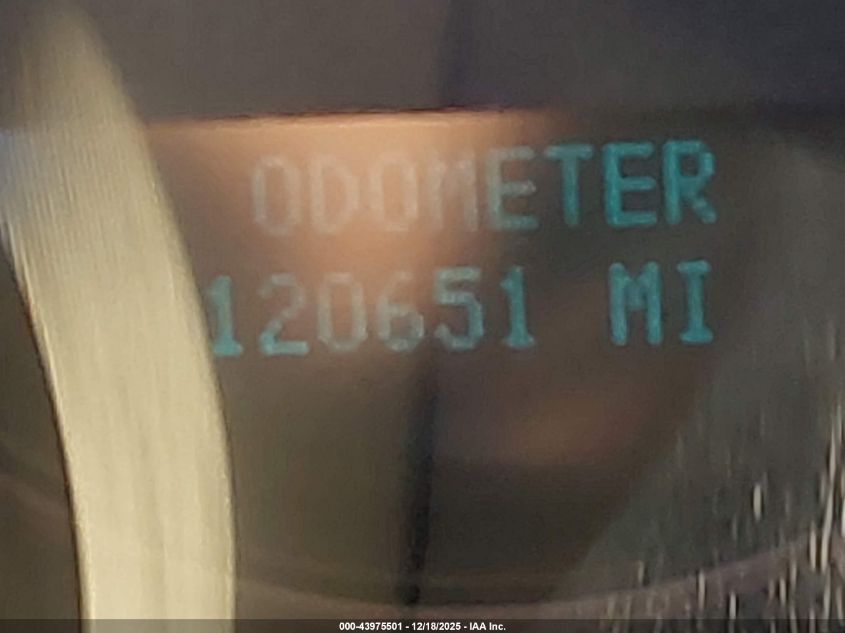 ODOMETER
120651 MI
000-43975501 - 12/18/2025 - IAA Inc.